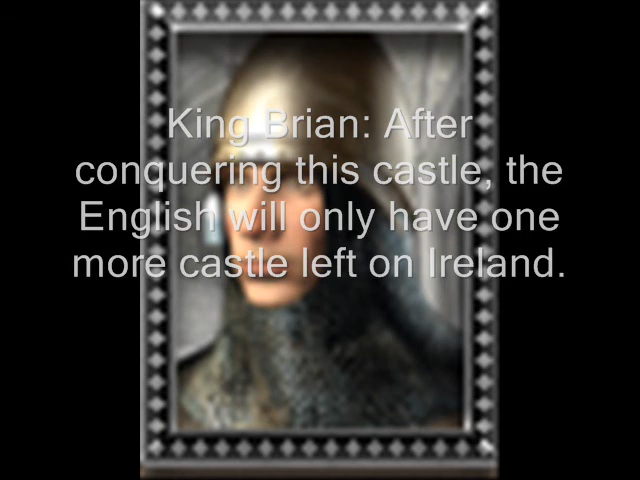 King Brian: After
conquering this castle, the
English will only have one
more castle left on Ireland.